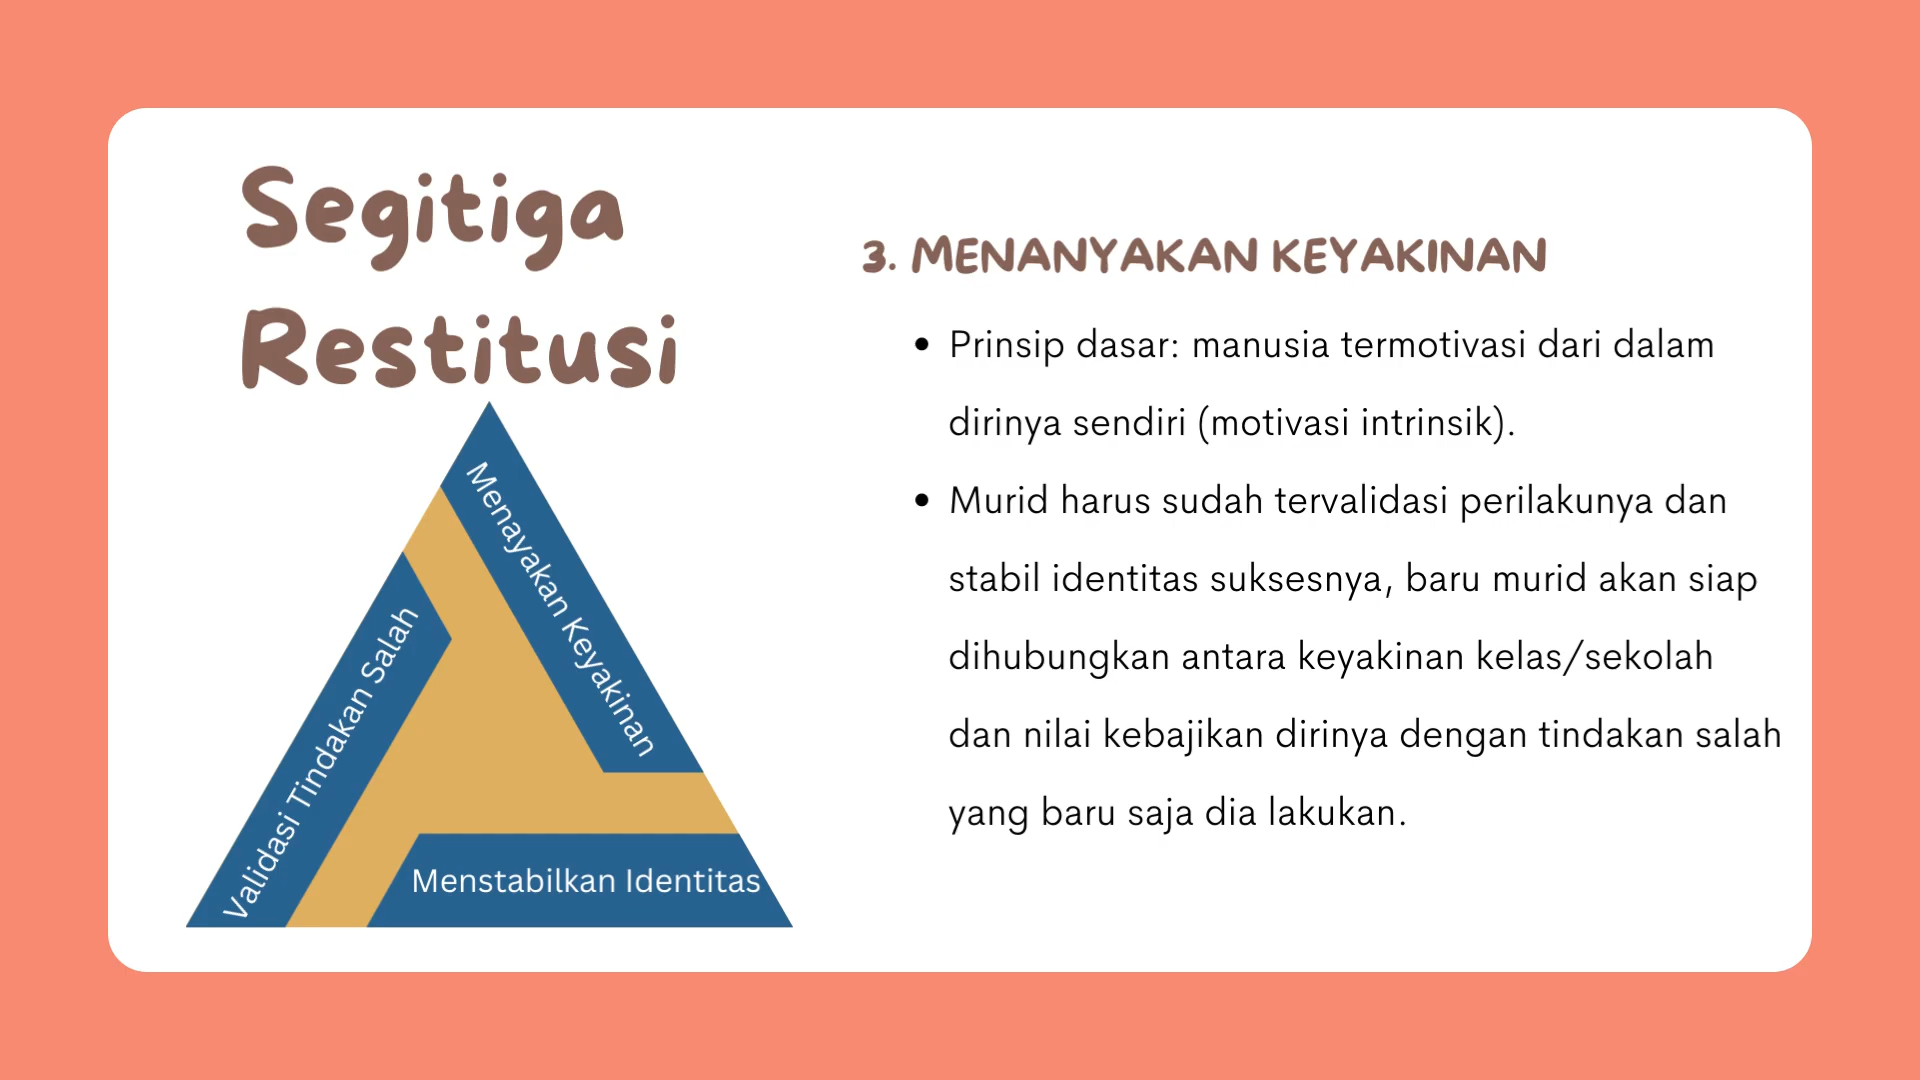 Segitiga
Restitusi
Menayakan Keyakinan
Validasi Tindakan Salah
Menstabilkan Identitas
3. MENANYAKAN KEYAKINAN
• Prinsip dasar: manusia termotivasi dari dalam
dirinya sendiri (motivasi intrinsik).
• Murid harus sudah tervalidasi perilakunya dan
stabil identitas suksesnya, baru murid akan siap
dihubungkan antara keyakinan kelas/sekolah
dan nilai kebajikan dirinya dengan tindakan salah
yang baru saja dia lakukan.